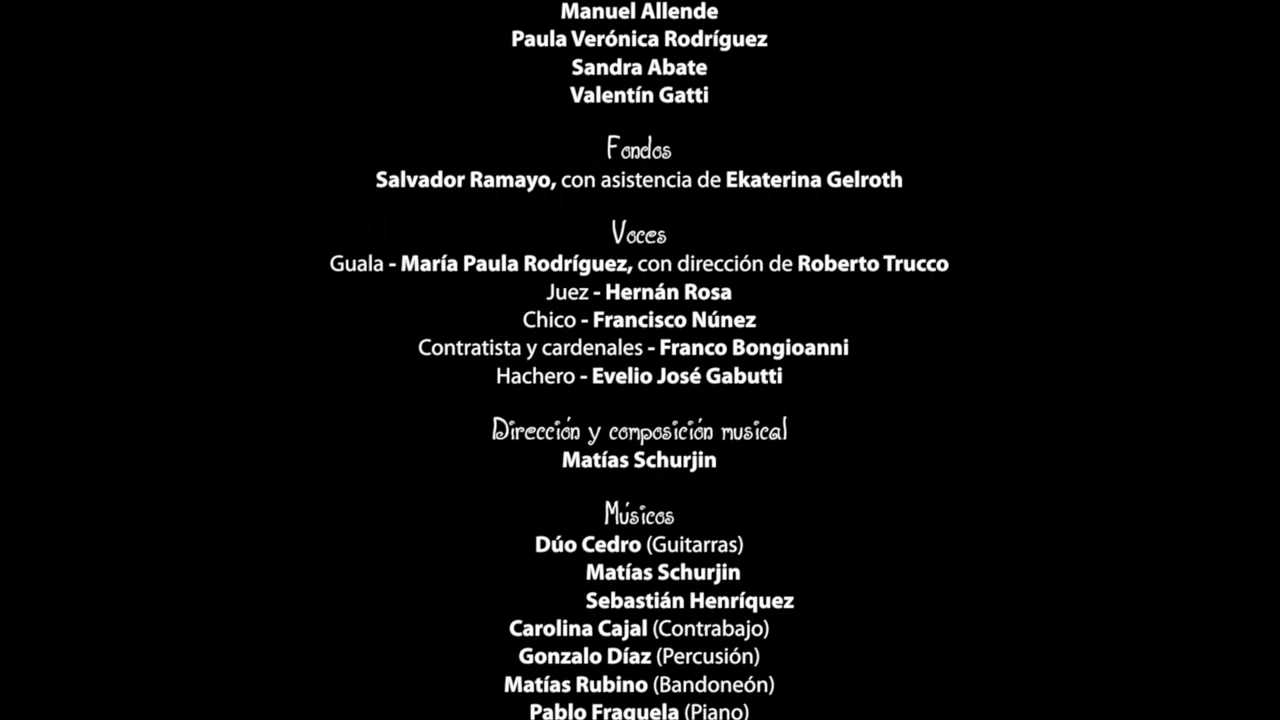 Manuel Allende
Paula Verónica Rodríguez
Sandra Abate
Valentín Gatti
Fondos
Salvador Ramayo, con asistencia de Ekaterina Gelroth
Voces
Guala - María Paula Rodríguez, con dirección de Roberto Trucco
Juez - Hernán Rosa
Chico - Francisco Núnez
Contratista y cardenales - Franco Bongioanni
Hachero - Evelio José Gabutti
Dirección y composición musical
Matías Schurjin
Músicos
Dúo Cedro (Guitarras)
Matías Schurjin
Sebastián Henríquez
Carolina Cajal (Contrabajo)
Gonzalo Díaz (Percusión)
Matías Rubino (Bandoneón)
Pablo Fraguela (Piano)